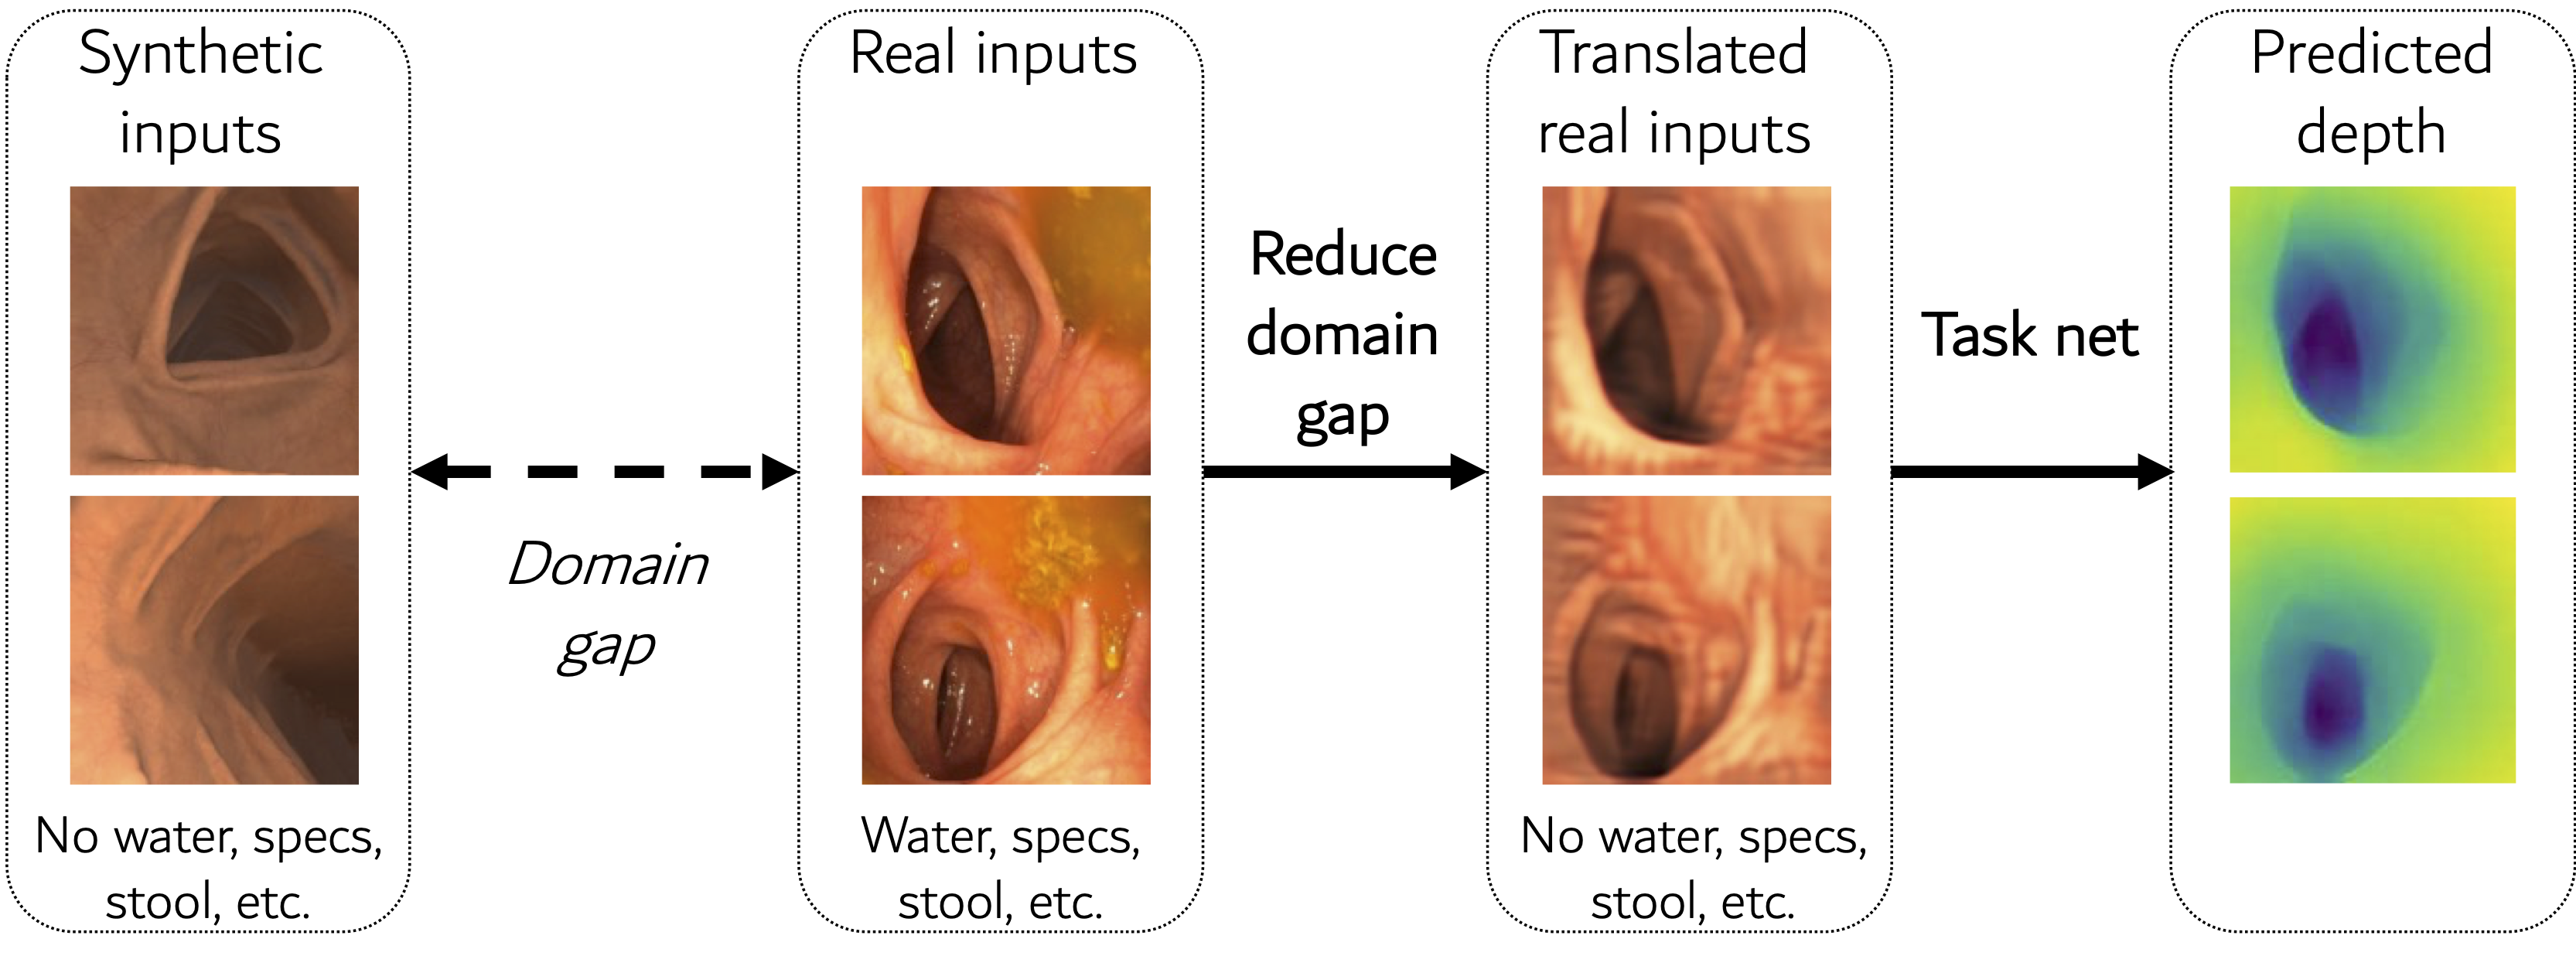 Synthetic
inputs
No water, specs,
stool, etc.
Domain
gap
Real inputs
Water, specs,
stool, etc.
Reduce
domain
gap
Translated
real inputs
No water, specs,
stool, etc.
Task net
Predicted
depth